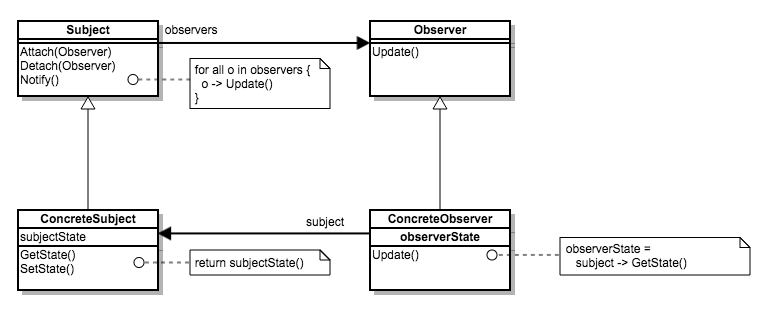 Subject
observers
Observer
Attach(Observer)
Detach(Observer)
Notify()
for all o in observers {
o -> Update()
}
Update()
ConcreteSubject
subjectState
GetState()
SetState()
return subjectState()
subject
ConcreteObserver
observerState
Update()
observerState =
subject -> GetState()